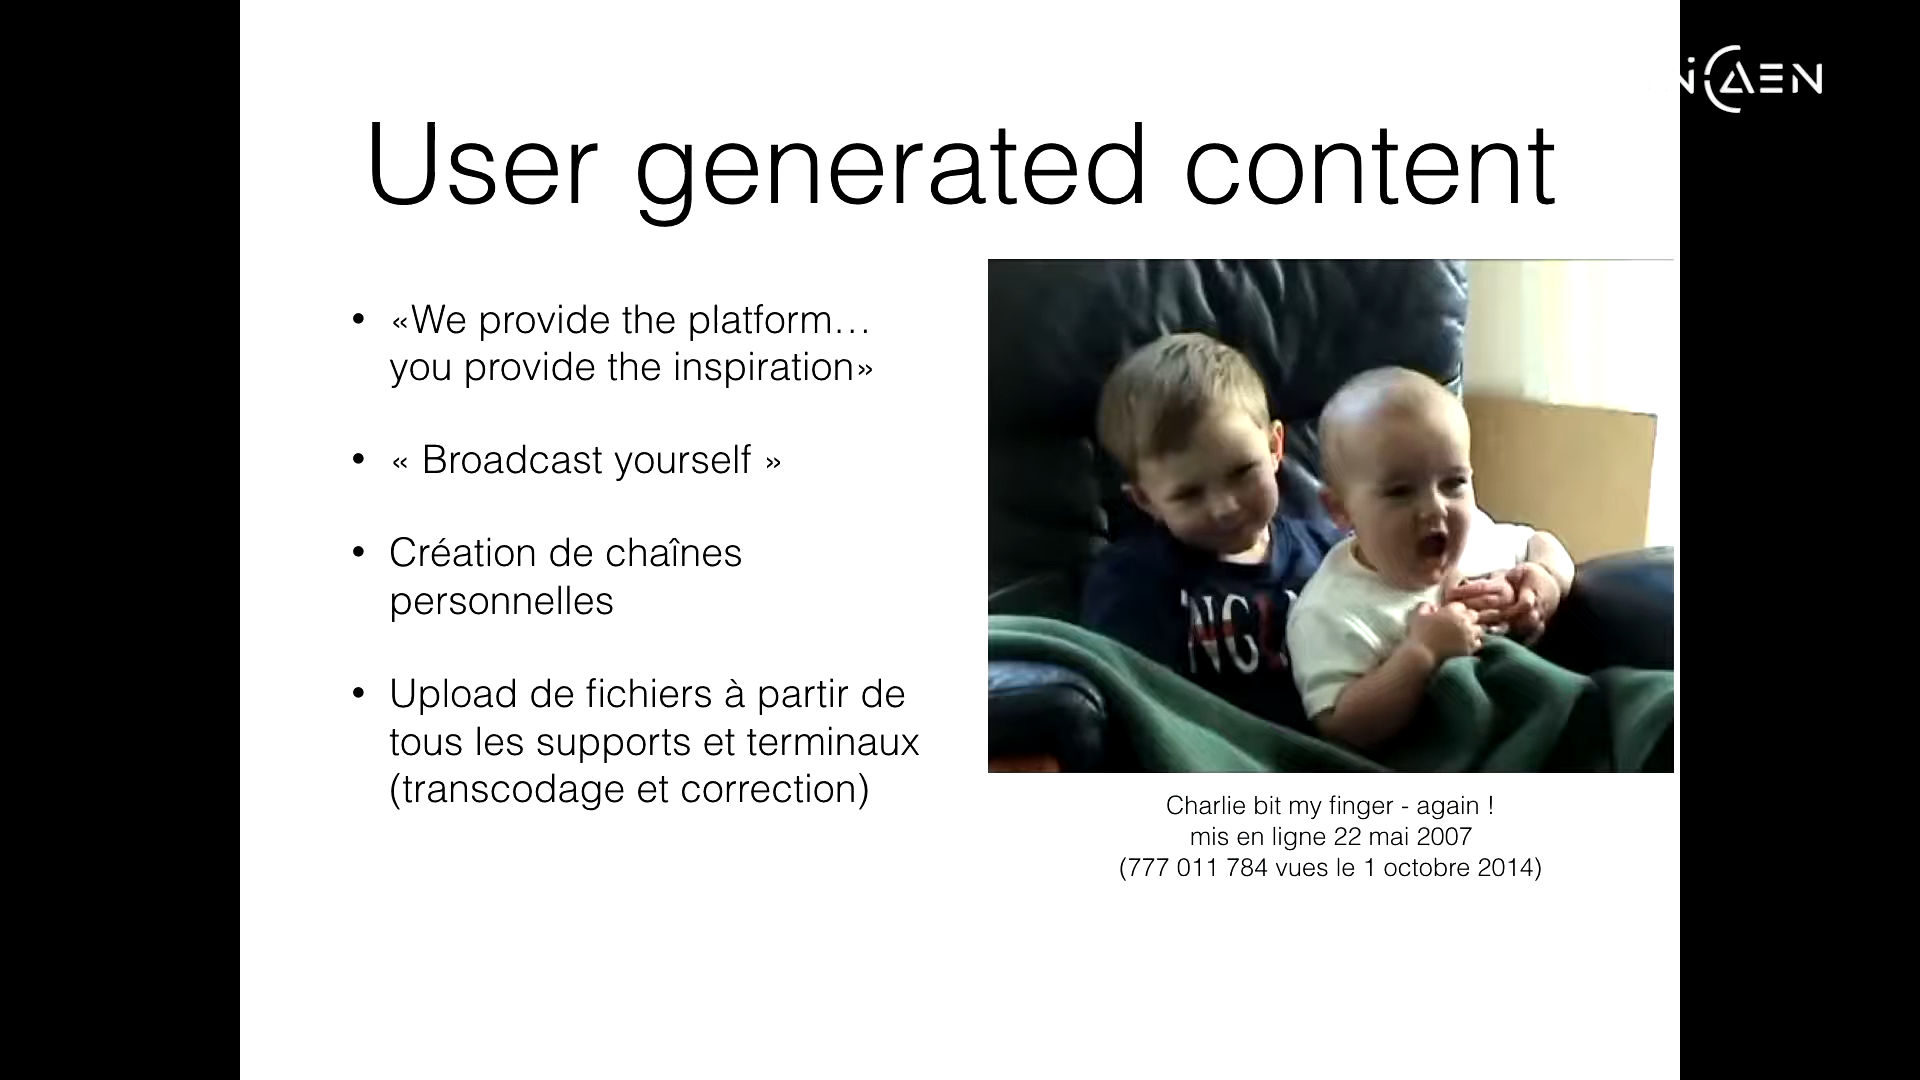 User generated content
• «We provide the platform…
you provide the inspiration»
• « Broadcast yourself »
• Création de chaînes
personnelles
• Upload de fichiers à partir de
tous les supports et terminaux
(transcodage et correction)
NGL
Charlie bit my finger - again !
mis en ligne 22 mai 2007
(777 011 784 vues le 1 octobre 2014)
NiCAEN